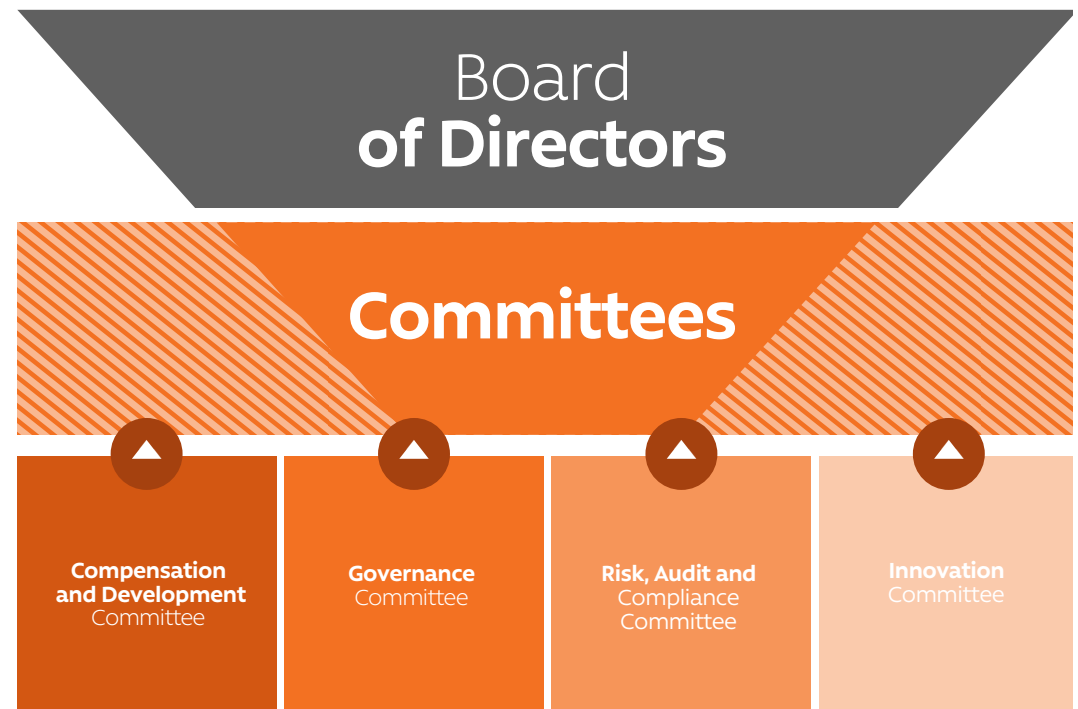 Board
of Directors
Committees
Compensation
and Development
Committee
Governance
Committee
Risk, Audit and
Compliance
Committee
Innovation
Committee